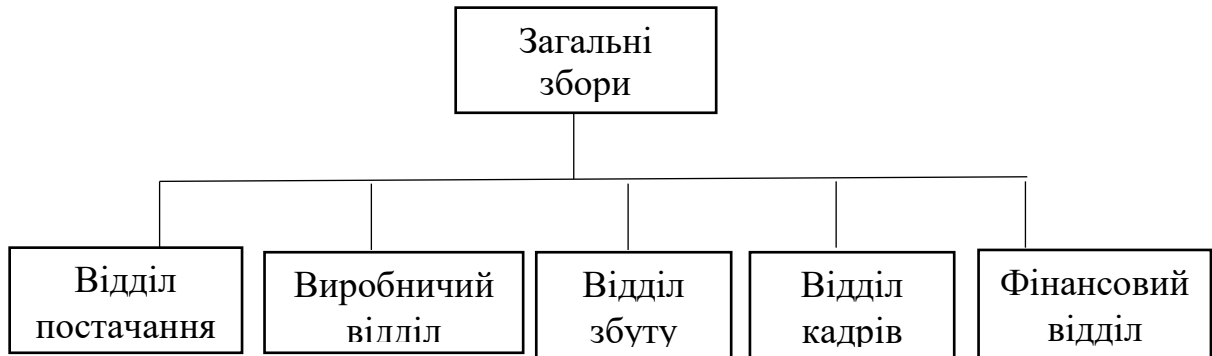 Загальні
збори
Відділ
постачання
Виробничий
відділ
Відділ
збуту
Відділ
кадрів
Фінансовий
відділ